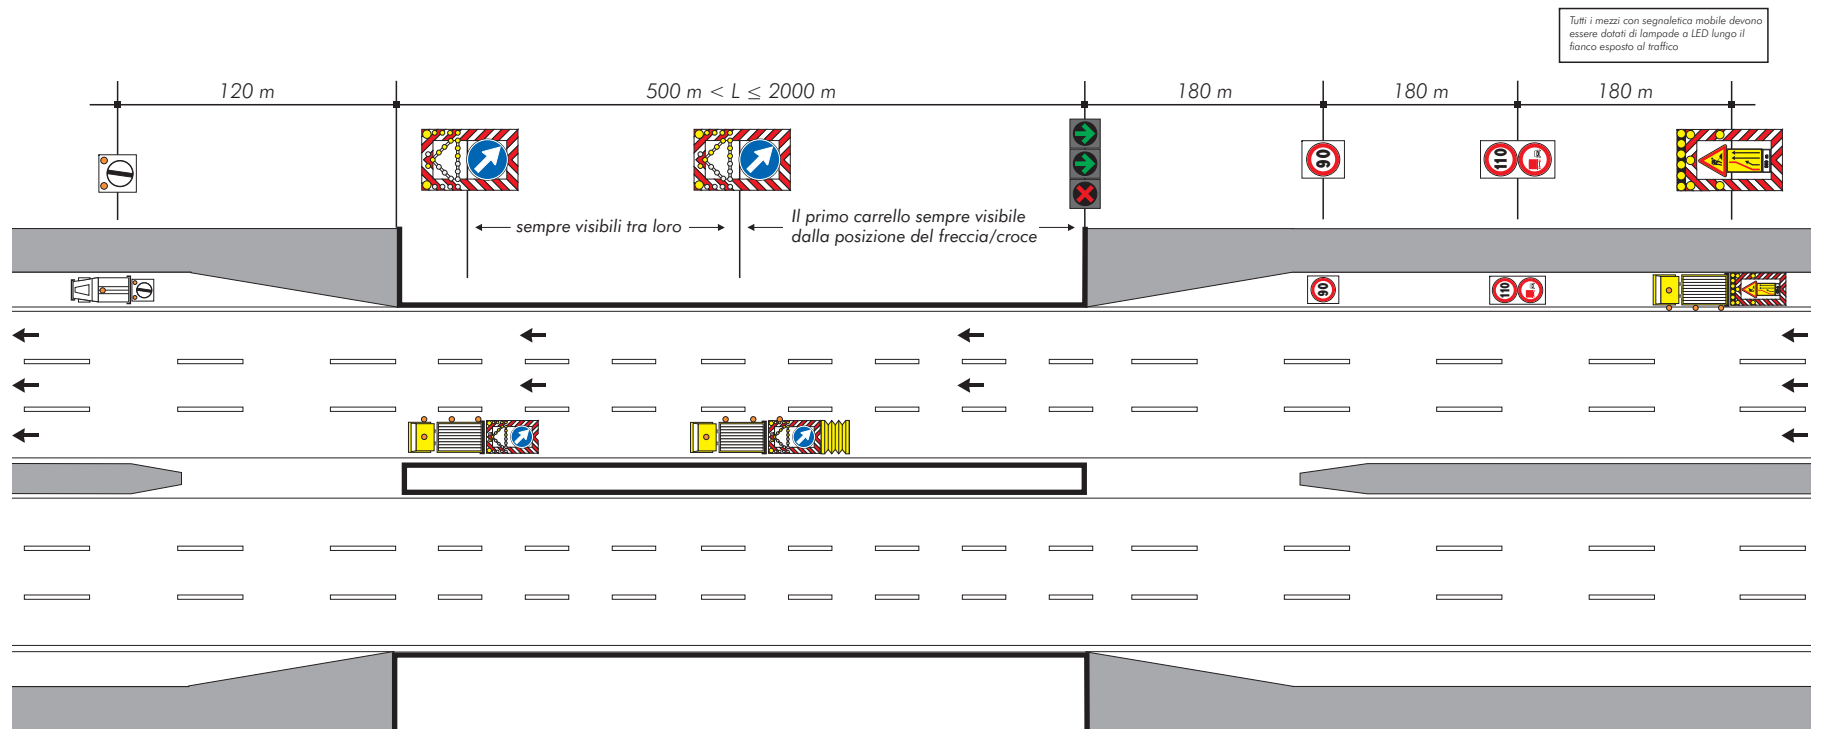 Tutti i mezzi con segnaletica mobile devono
essere dotati di lampade a LED lungo il
fianco esposto al traffico
120 m
500 m < L ≤ 2000 m
180 m
180 m
180 m
90
110
sempre visibili tra loro
Il primo carrello sempre visibile
dalla posizione del freccia/croce
90
110